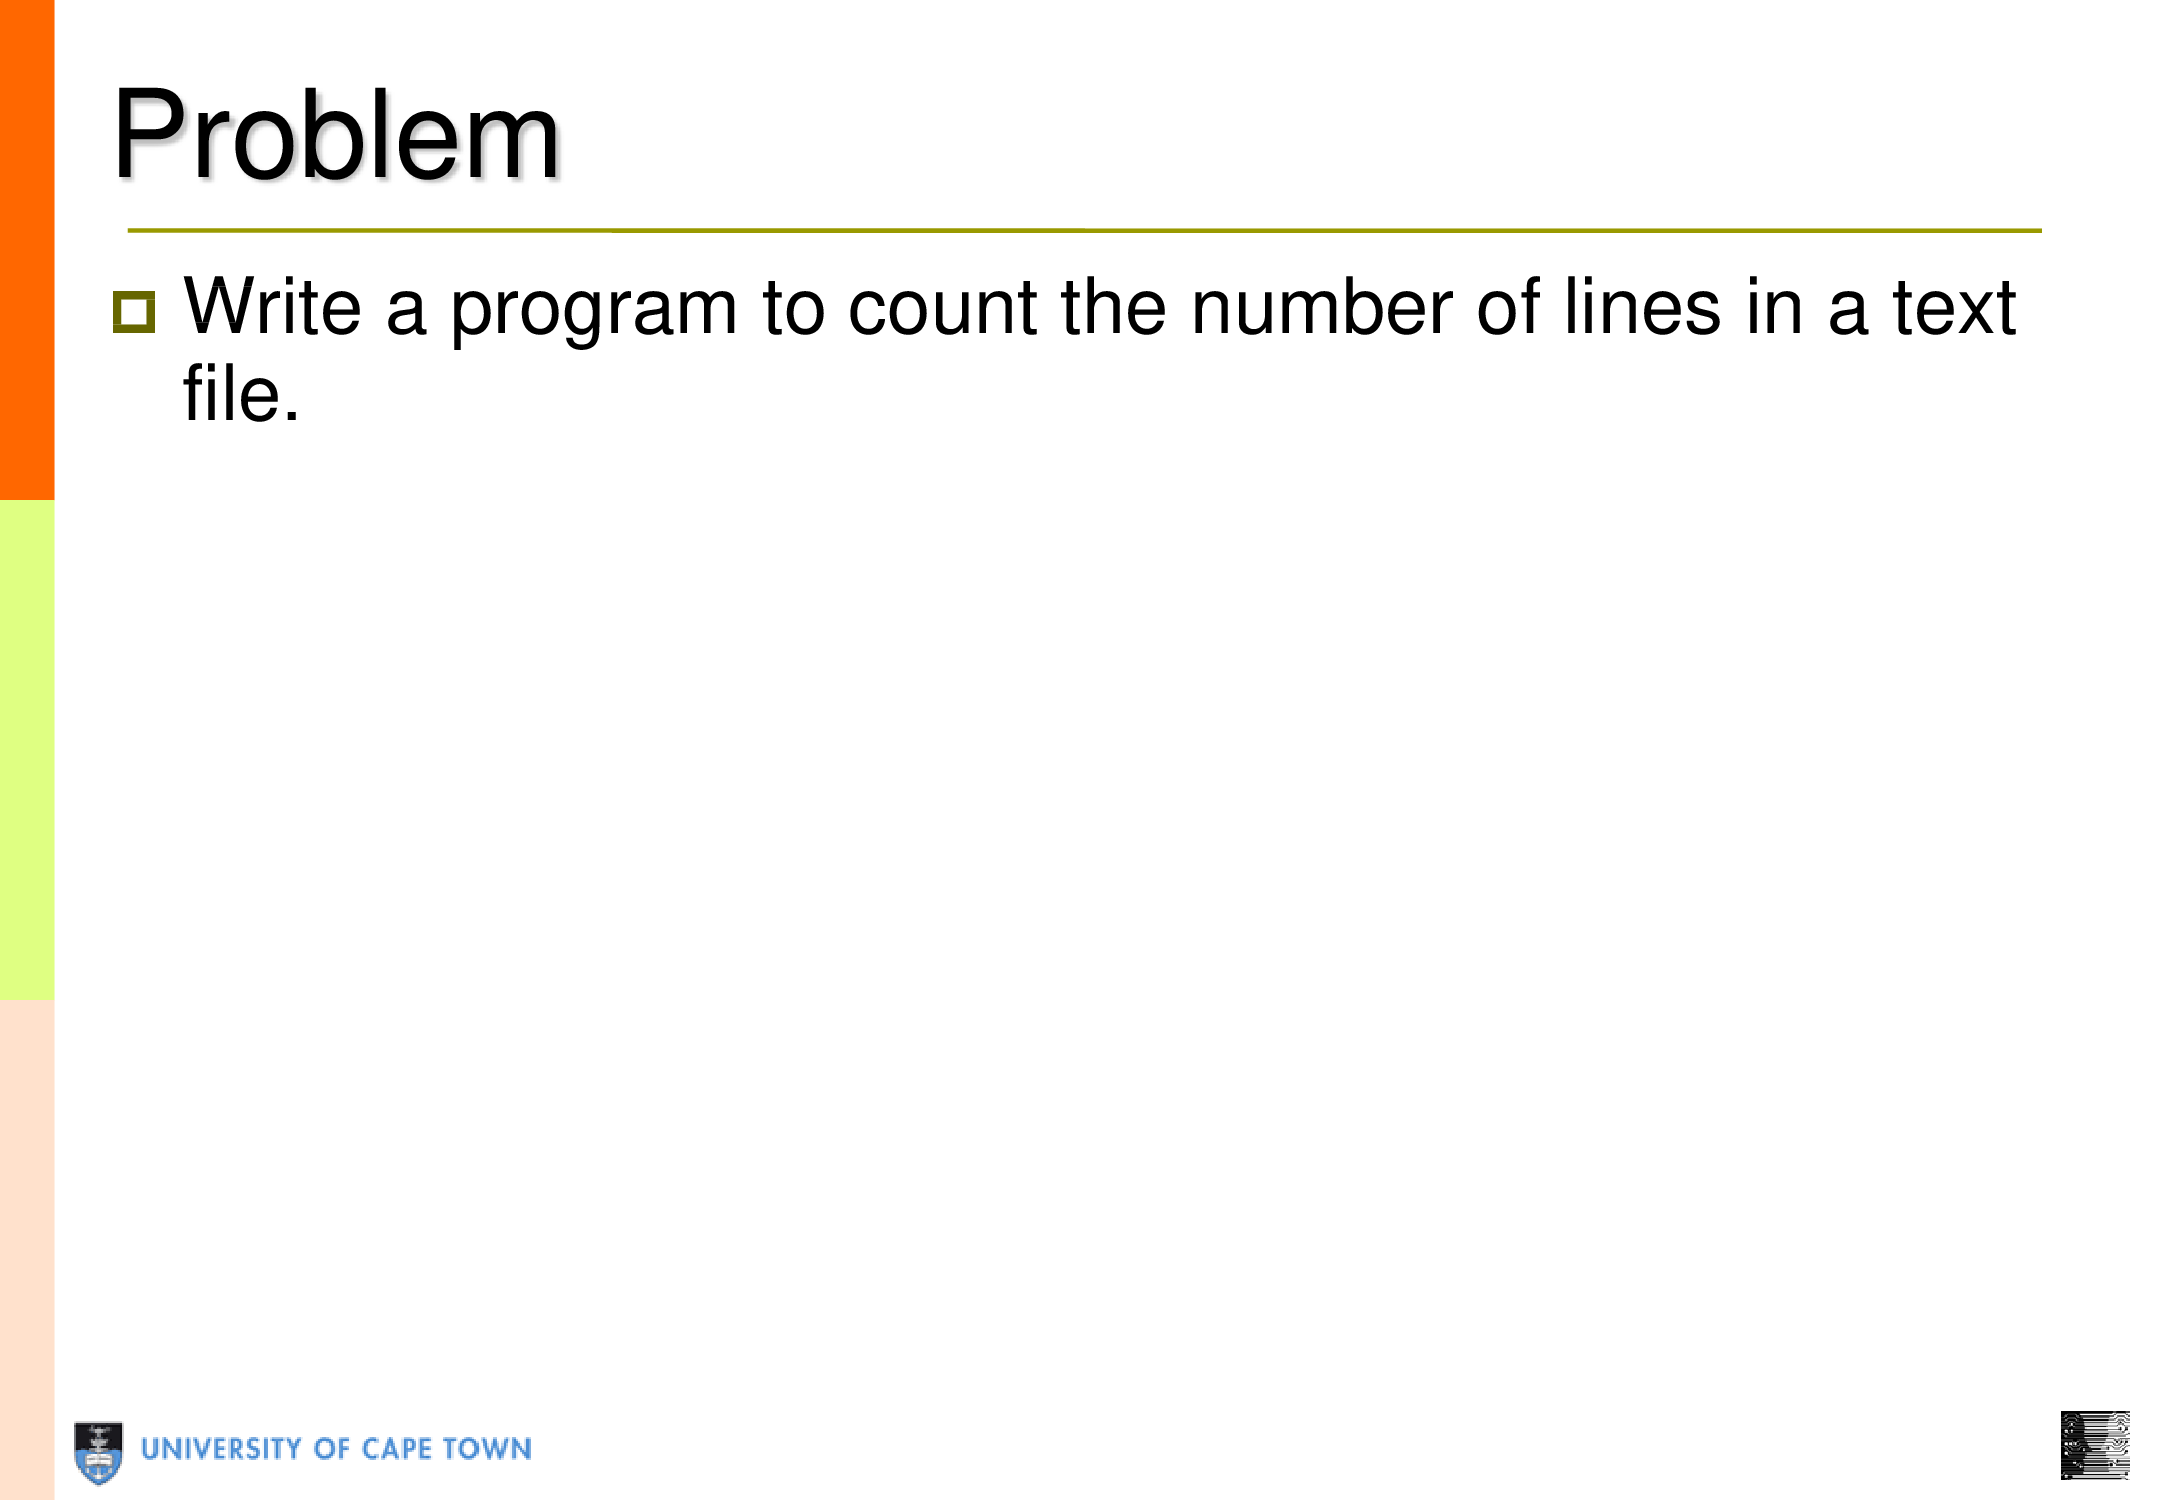 Problem
Write a program to count the number of lines in a text
file.
UNIVERSITY OF CAPE TOWN